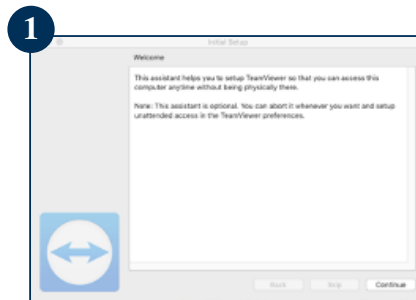 1
Initial Setup
Welcome
This assistant helps you to setup TeamViewer so that you can access this
computer anytime without being physically there.
Note: This assistant is optional. You can abort it whenever you want and setup
unattended access in the TeamViewer preferences.
Back Skip Continue